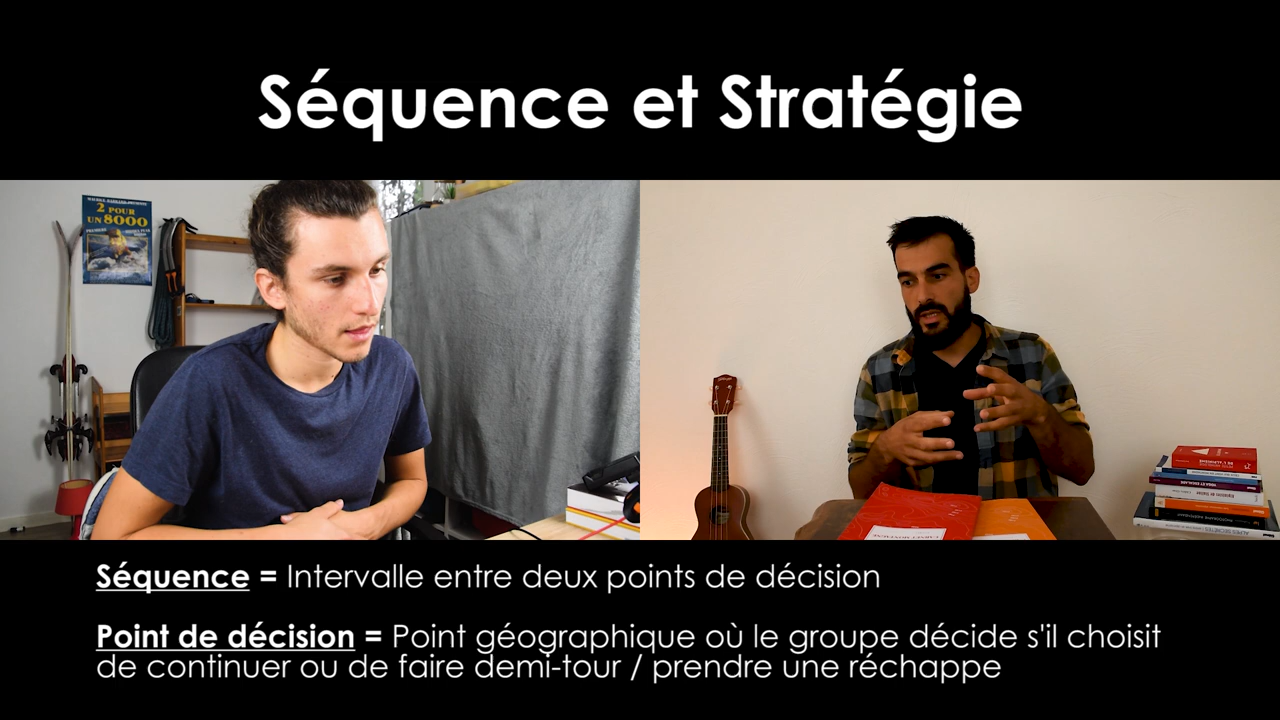 Séquence et Stratégie
2 POUR
UN 8000
Séquence = Intervalle entre deux points de décision
Point de décision = Point géographique où le groupe décide s'il choisit
de continuer ou de faire demi-tour / prendre une réchappe